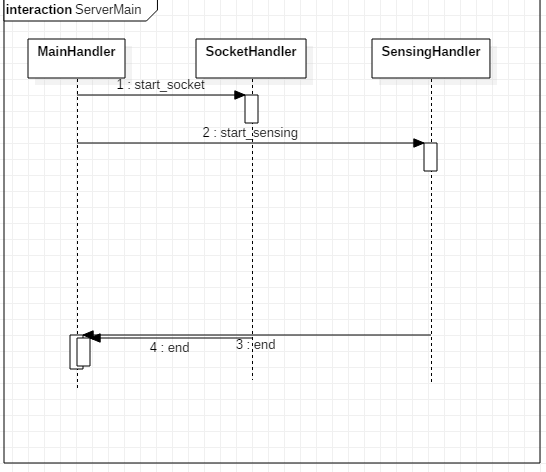 interaction ServerMain
MainHandler
SocketHandler
SensingHandler
1 : start_socket
2 : start_sensing
3 : end
4 : end